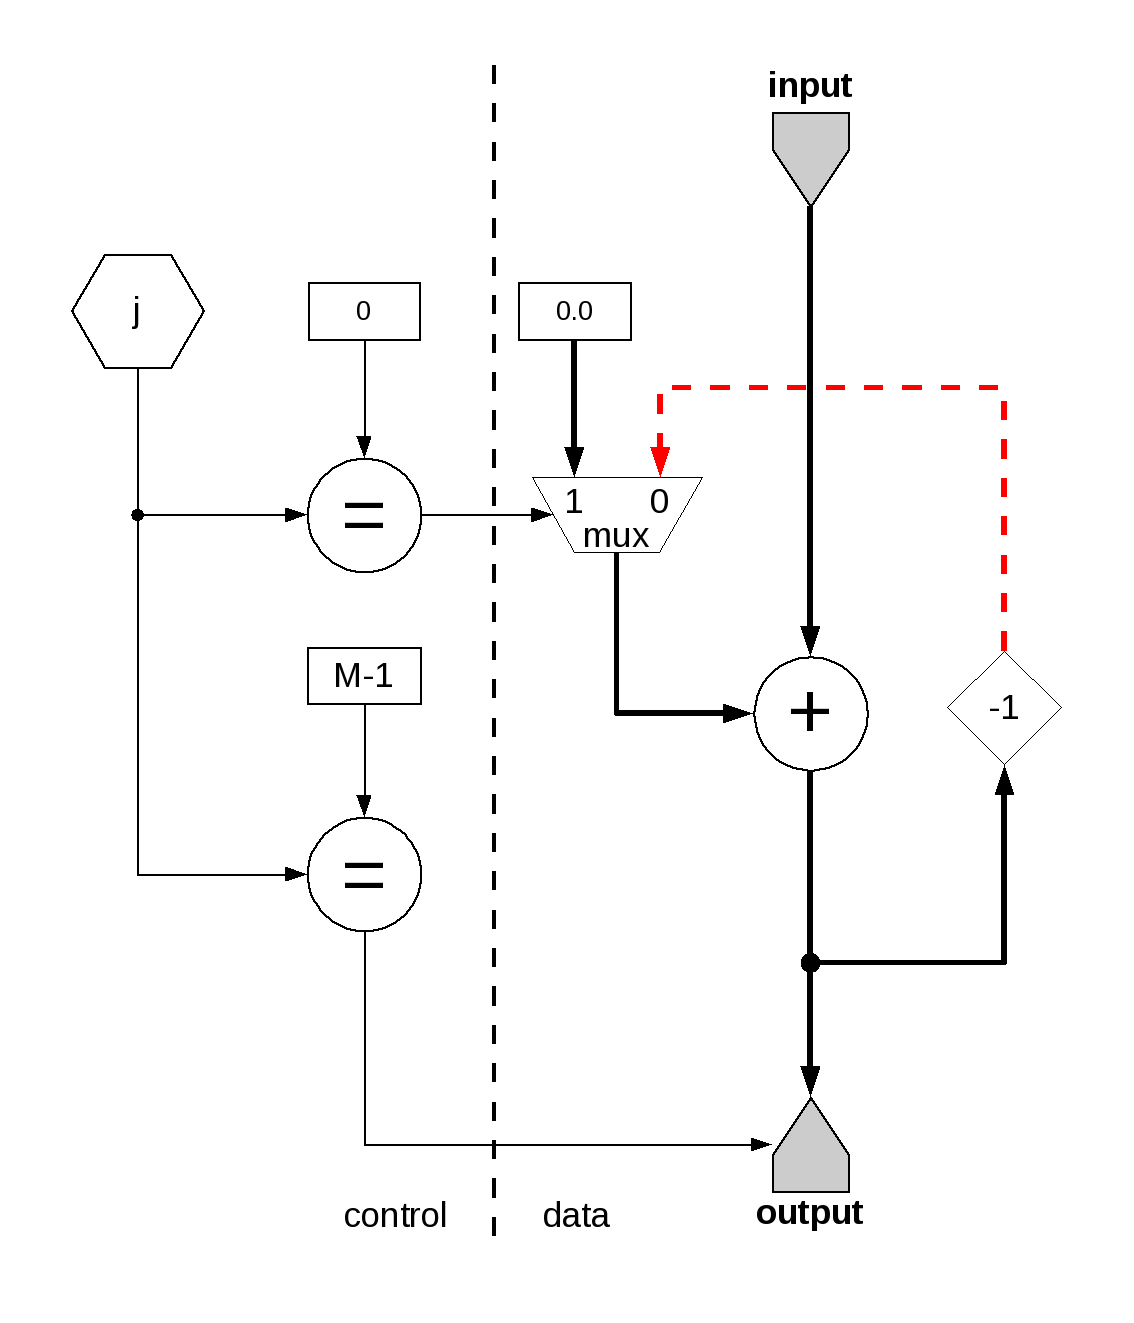 input
j
0
0.0
=
1 0
mux
M-1
+
-1
=
control
data
output